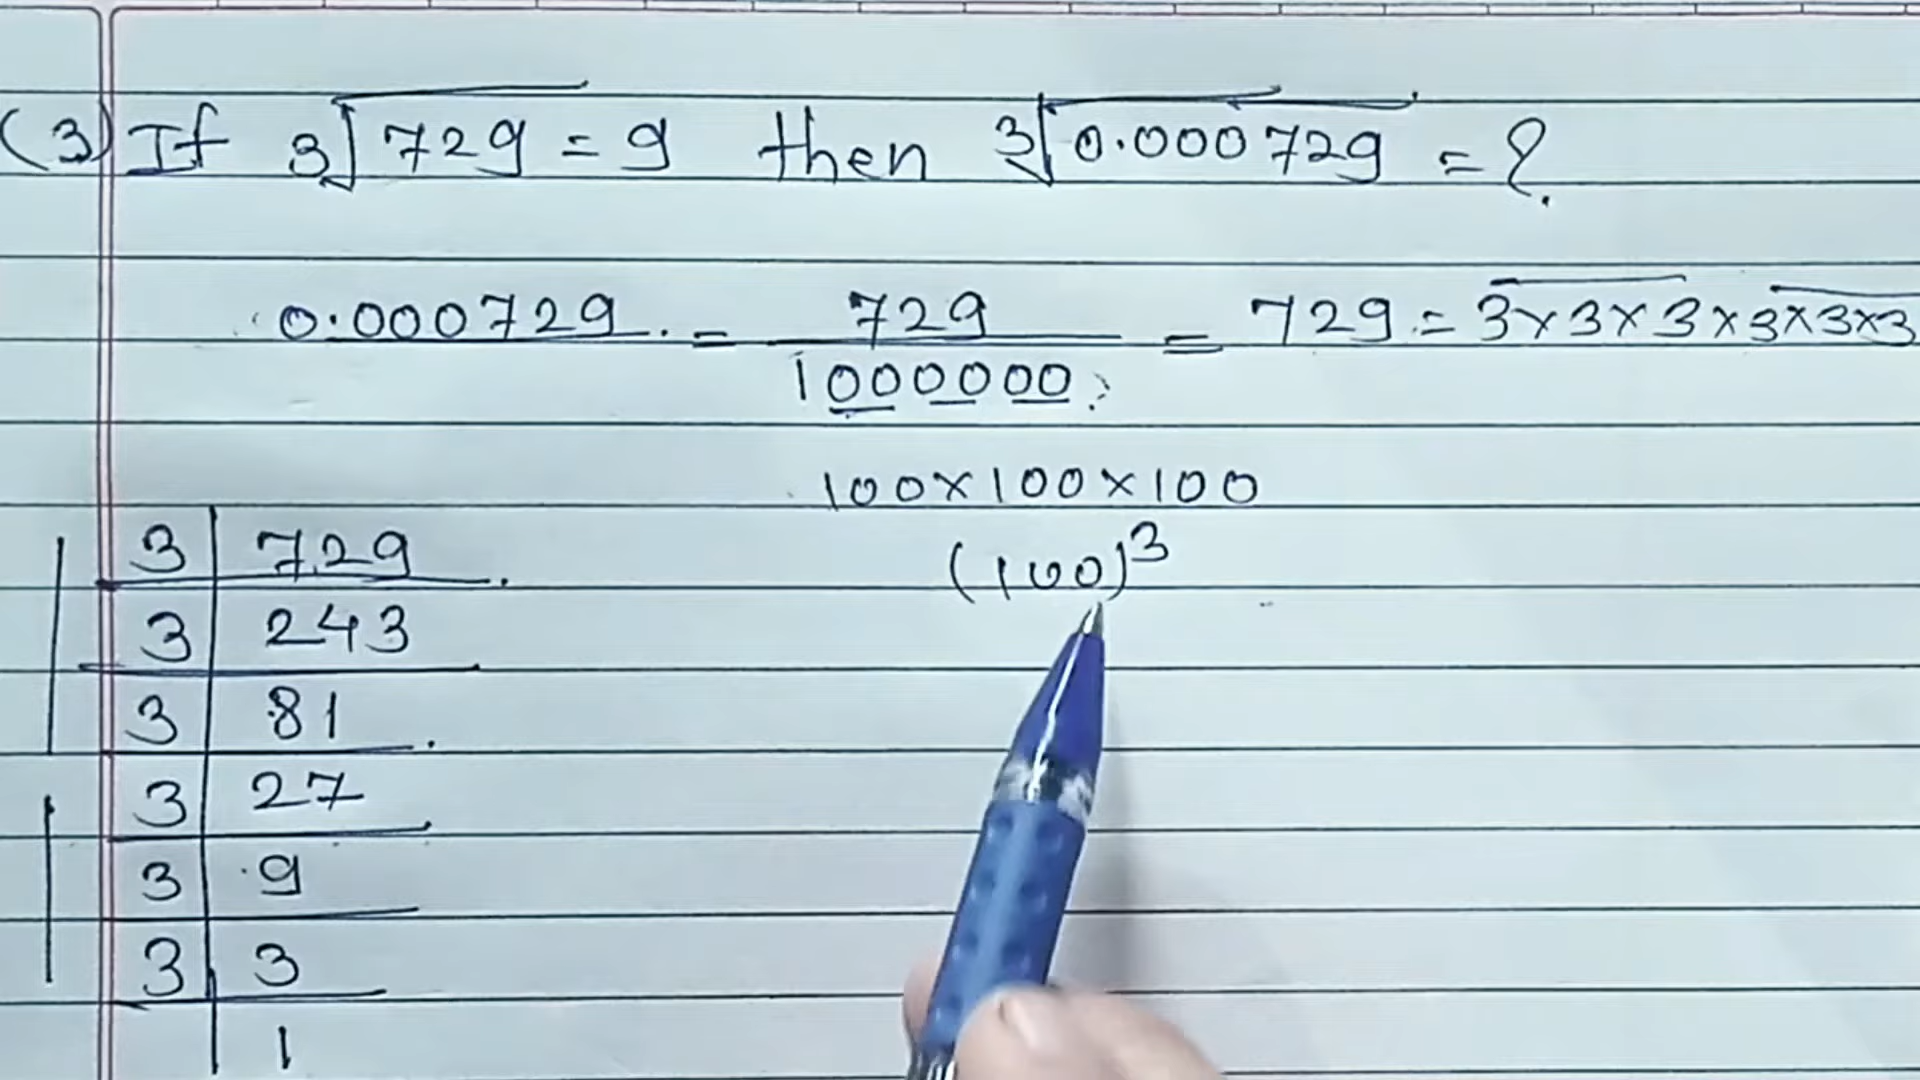 (3) If ∛729 = 9 then ∛0.000729 = ?
0.000729. = 729/1000000 = 729 = 3×3×3×3×3×3
100×100×100
(100)³
3 | 729
3 | 243
3 | 81
3 | 27
3 | 9
3 | 3
| 1